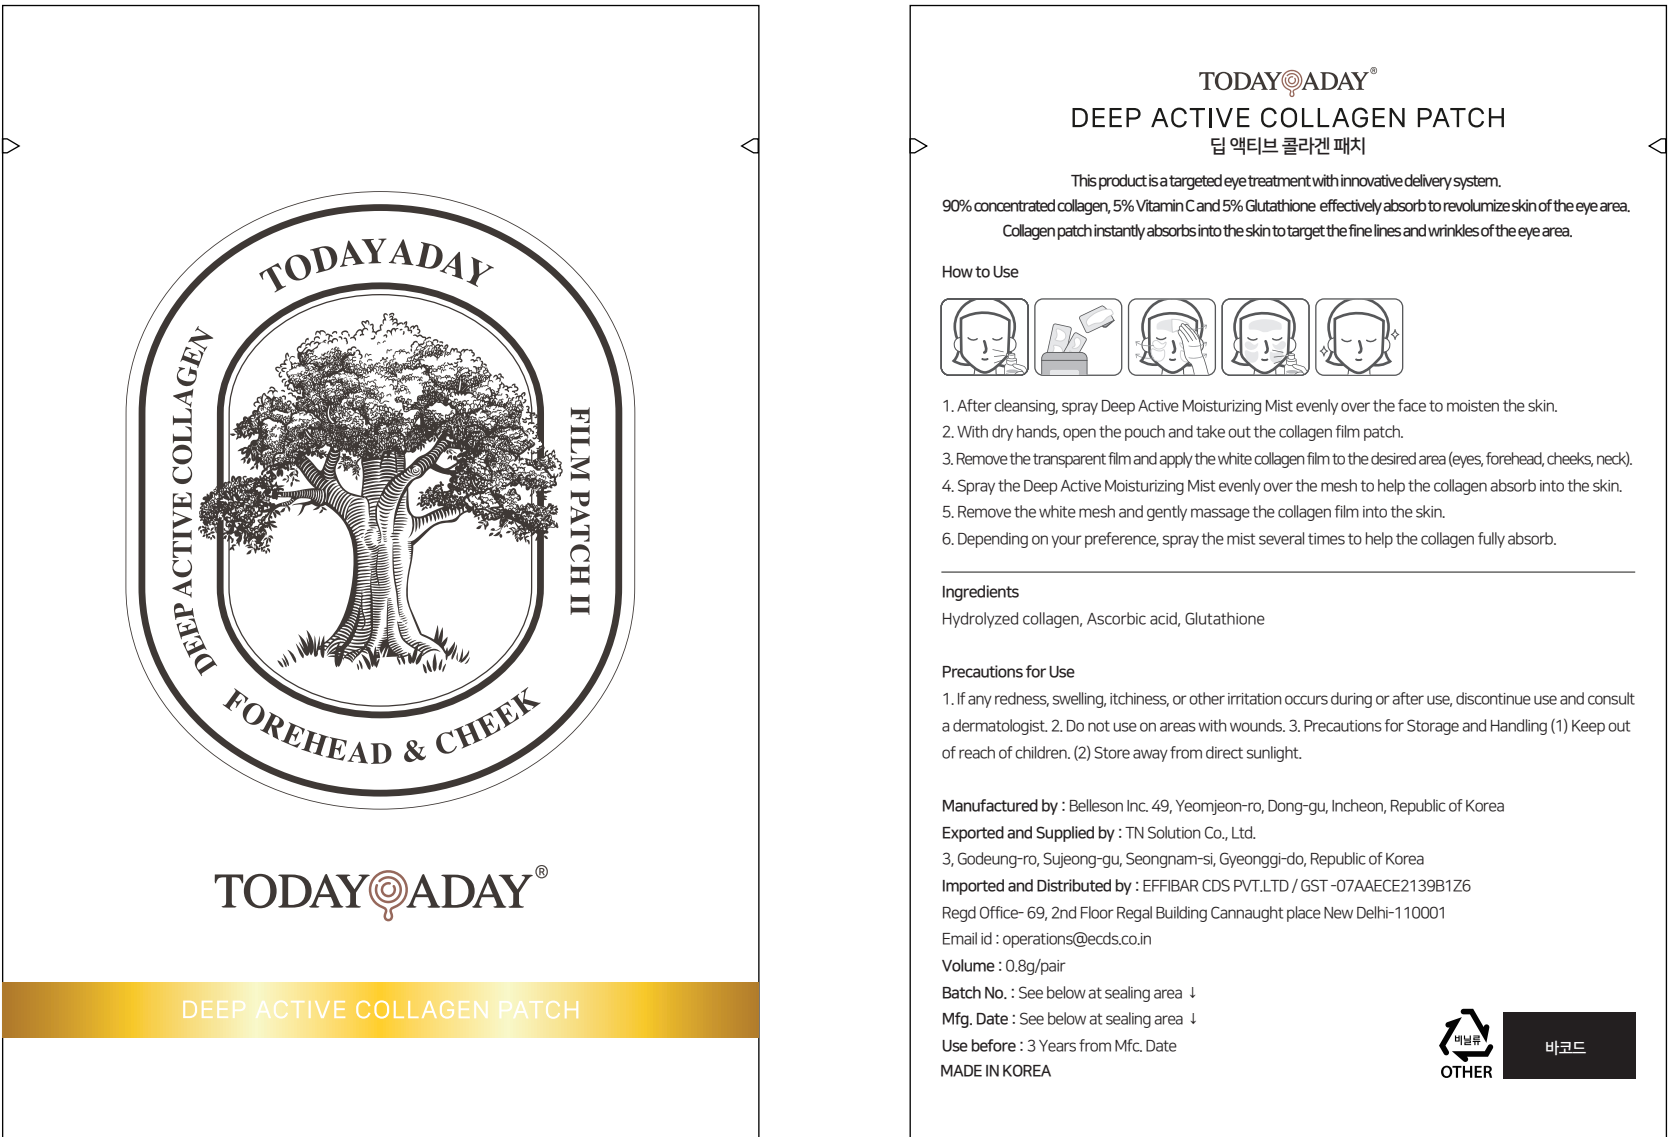 TODAYADAY
DEEP ACTIVE COLLAGEN
FILM PATCH II
FOREHEAD & CHEEK
TODAY ADAY®
DEEP ACTIVE COLLAGEN PATCH
TODAY ADAY®
DEEP ACTIVE COLLAGEN PATCH
딥 액티브 콜라겐 패치
This product is a targeted eye treatment with innovative delivery system.
90% concentrated collagen, 5% Vitamin C and 5% Glutathione effectively absorb to revolumize skin of the eye area.
Collagen patch instantly absorbs into the skin to target the fine lines and wrinkles of the eye area.
How to Use
1. After cleansing, spray Deep Active Moisturizing Mist evenly over the face to moisten the skin.
2. With dry hands, open the pouch and take out the collagen film patch.
3. Remove the transparent film and apply the white collagen film to the desired area (eyes, forehead, cheeks, neck).
4. Spray the Deep Active Moisturizing Mist evenly over the mesh to help the collagen absorb into the skin.
5. Remove the white mesh and gently massage the collagen film into the skin.
6. Depending on your preference, spray the mist several times to help the collagen fully absorb.
Ingredients
Hydrolyzed collagen, Ascorbic acid, Glutathione
Precautions for Use
1. If any redness, swelling, itchiness, or other irritation occurs during or after use, discontinue use and consult
a dermatologist. 2. Do not use on areas with wounds. 3. Precautions for Storage and Handling (1) Keep out
of reach of children. (2) Store away from direct sunlight.
Manufactured by : Belleson Inc. 49, Yeomjeon-ro, Dong-gu, Incheon, Republic of Korea
Exported and Supplied by : TN Solution Co., Ltd.
3, Godeung-ro, Sujeong-gu, Seongnam-si, Gyeonggi-do, Republic of Korea
Imported and Distributed by : EFFIBAR CDS PVT.LTD / GST -07AAECE2139B1Z6
Regd Office- 69, 2nd Floor Regal Building Cannaught place New Delhi-110001
Email id : operations@ecds.co.in
Volume : 0.8g/pair
Batch No. : See below at sealing area ↓
Mfg. Date : See below at sealing area ↓
Use before : 3 Years from Mfc. Date
MADE IN KOREA
비닐류
OTHER
바코드